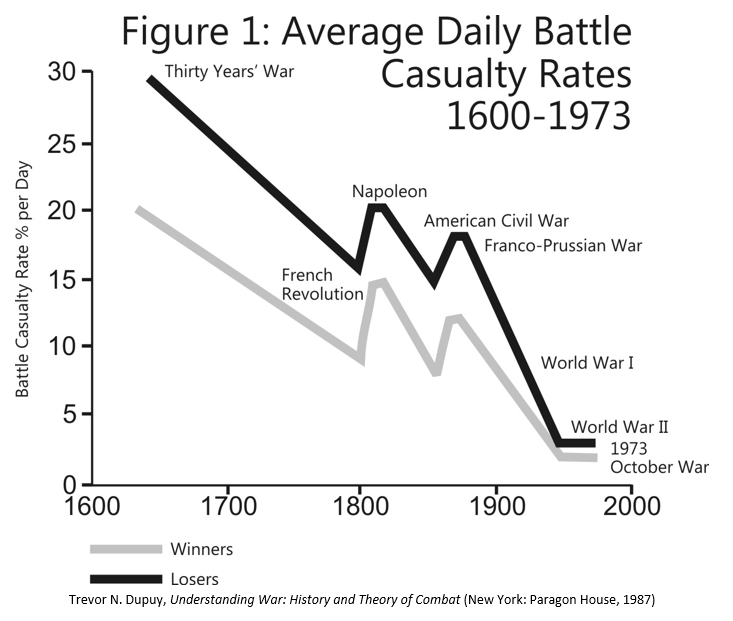 Figure 1: Average Daily Battle
Casualty Rates
1600-1973
Battle Casualty Rate % per Day
30
25
20
15
10
5
0
Thirty Years’ War
Napoleon
American Civil War
Franco-Prussian War
French
Revolution
World War I
World War II
1973
October War
1600
1700
1800
1900
2000
Winners
Losers
Trevor N. Dupuy, Understanding War: History and Theory of Combat (New York: Paragon House, 1987)